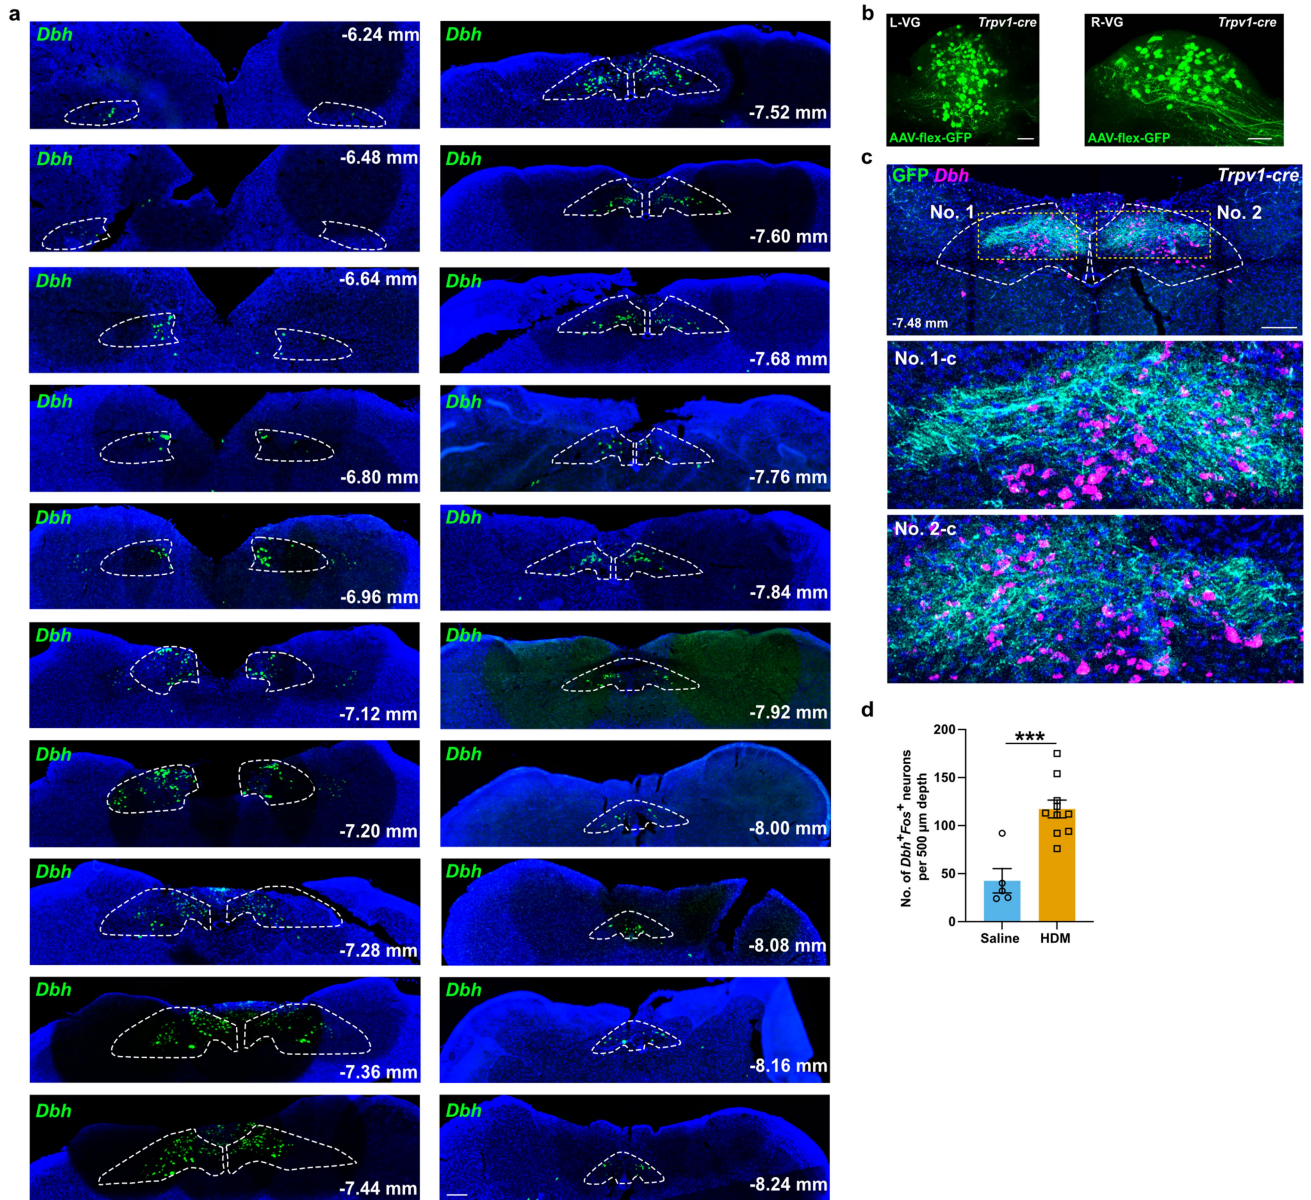 a
Dbh
-6.24 mm
Dbh
-6.48 mm
Dbh
-6.64 mm
Dbh
-6.80 mm
Dbh
-6.96 mm
Dbh
-7.12 mm
Dbh
-7.20 mm
Dbh
-7.28 mm
Dbh
-7.36 mm
Dbh
-7.44 mm
Dbh
-7.52 mm
Dbh
-7.60 mm
Dbh
-7.68 mm
Dbh
-7.76 mm
Dbh
-7.84 mm
Dbh
-7.92 mm
Dbh
-8.00 mm
Dbh
-8.08 mm
Dbh
-8.16 mm
Dbh
-8.24 mm
b
L-VG Trpv1-cre
AAV-flex-GFP
R-VG Trpv1-cre
AAV-flex-GFP
c
GFP Dbh Trpv1-cre
No. 1 No. 2
-7.48 mm
No. 1-c
No. 2-c
d
No. of Dbh+Fos+ neurons
per 500 µm depth
200
150
100
50
0
***
Saline HDM